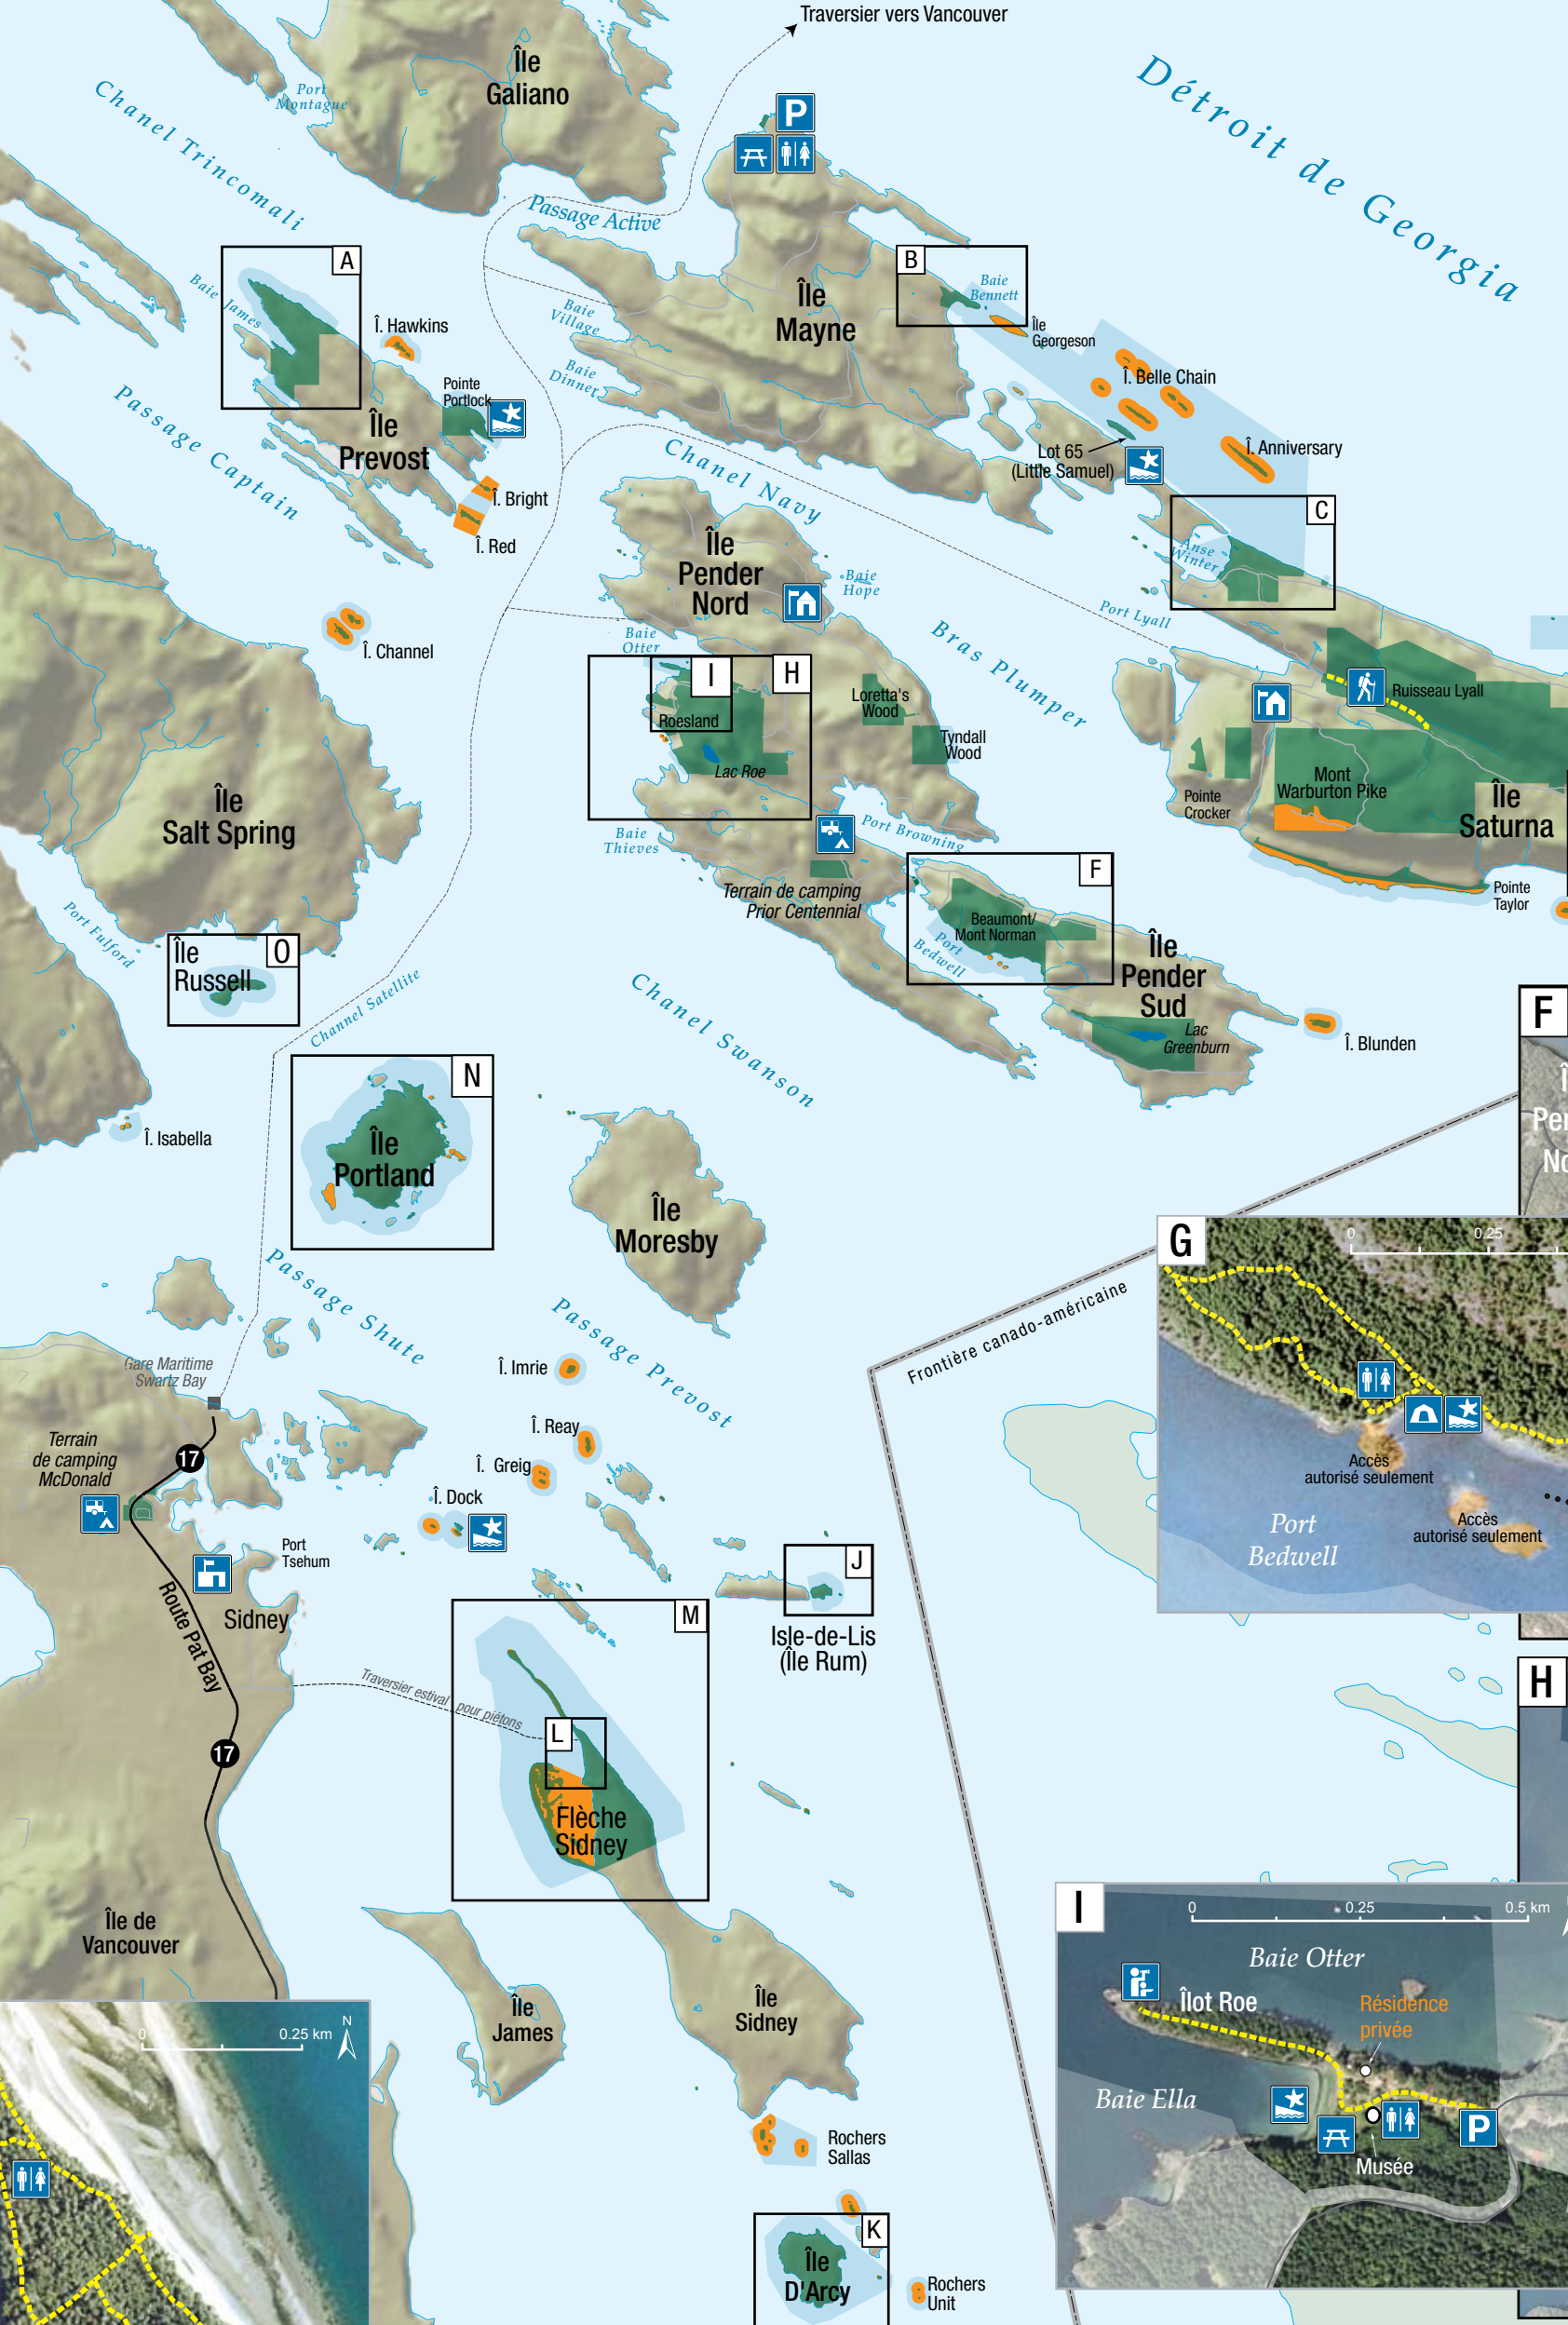 Traversier vers Vancouver
Île
Galiano
Port
Montague
Chanel Trincomali
Détroit de Georgia
P
Passage Active
A
B
Baie
Bennett
Baie James
Île
Mayne
Île
Georgeson
Î. Hawkins
Baie
Village
Baie
Dinner
Î. Belle Chain
Pointe
Portlock
Passage Captain
Île
Prevost
Î. Anniversary
Lot 65
(Little Samuel)
Chanel Navy
Î. Bright
Î. Red
C
Anse
Winter
Île
Pender
Nord
Baie
Hope
Port Lyall
Î. Channel
Baie
Otter
Bras Plumper
I
H
Roesland
Loretta's
Wood
Ruisseau Lyall
Tyndall
Wood
Lac Roe
Mont
Warburton Pike
Pointe
Crocker
Île
Saturna
Île
Salt Spring
Baie
Thieves
Port Browning
F
Terrain de camping
Prior Centennial
Pointe
Taylor
Beaumont/
Mont Norman
Port
Bedwell
Île
Pender
Sud
Port Fulford
Île
Russell
O
Channel Satellite
Chanel Swanson
Lac
Greenburn
Î. Blunden
F
Î
Per
No
N
Île
Portland
Î. Isabella
Île
Moresby
G
0
0.25
Passage Shute
Passage Prevost
Frontière canado-américaine
Gare Maritime
Swartz Bay
Î. Imrie
Î. Reay
Î. Greig
Î. Dock
Terrain
de camping
McDonald
17
Accès
autorisé seulement
Accès
autorisé seulement
Port
Bedwell
Port
Tsehum
J
Isle-de-Lis
(Île Rum)
Sidney
Route Pat Bay
M
Traversier estival pour piétons
H
L
17
Flèche
Sidney
Île de
Vancouver
I
0
0.25
0.5 km
Baie Otter
Îlot Roe
Résidence
privée
Baie Ella
P
Musée
Île
James
Île
Sidney
0
0.25 km
N
Rochers
Sallas
K
Île
D'Arcy
Rochers
Unit